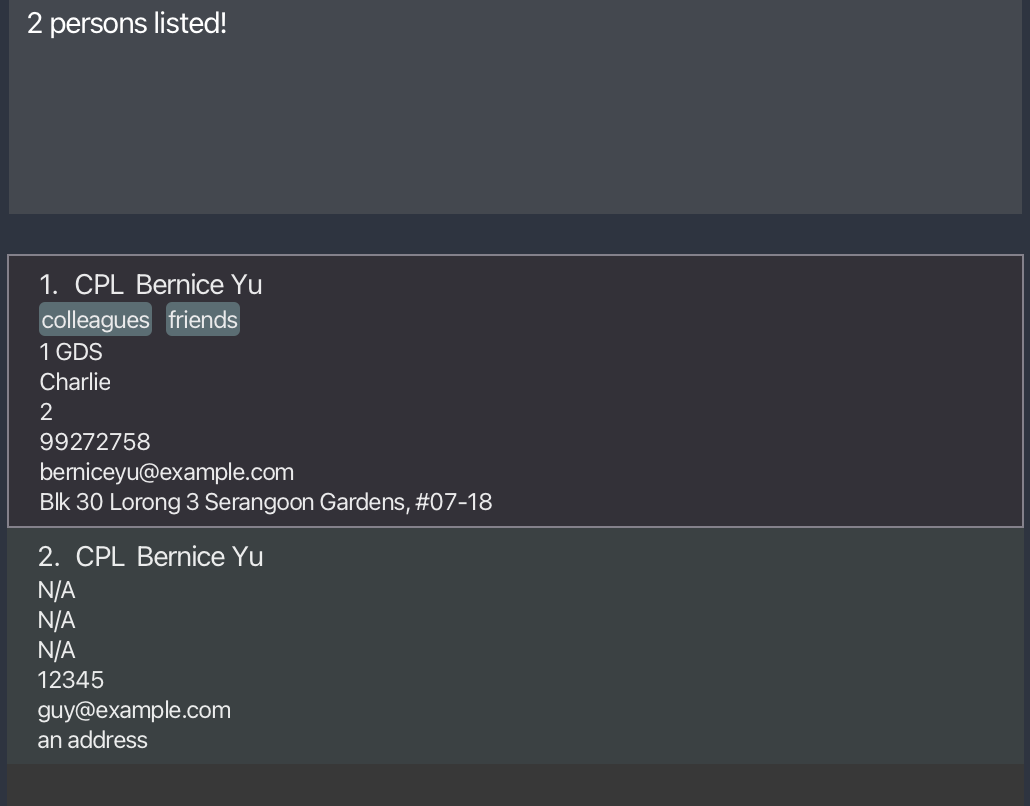 2 persons listed!
1. CPL Bernice Yu
colleagues friends
1 GDS
Charlie
2
99272758
berniceyu@example.com
Blk 30 Lorong 3 Serangoon Gardens, #07-18
2. CPL Bernice Yu
N/A
N/A
N/A
12345
guy@example.com
an address